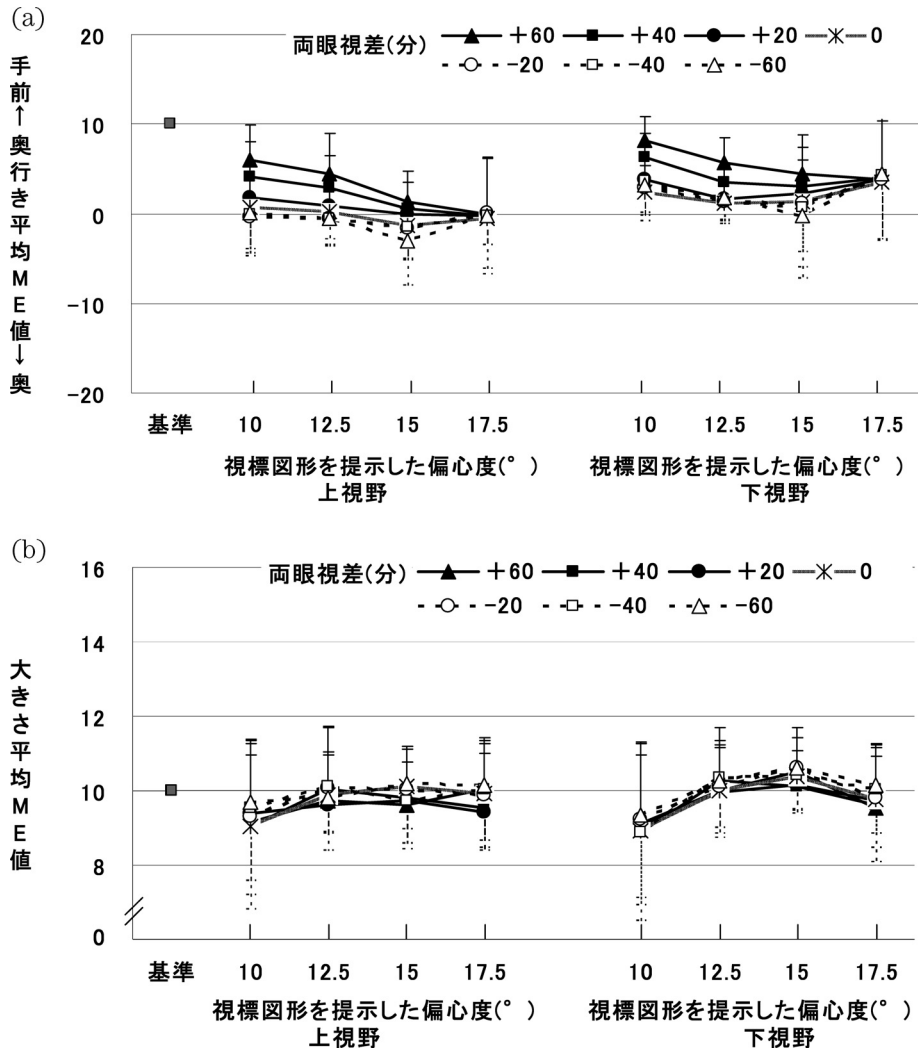 (a)
両眼視差(分) +60 +40 +20 0
-20 -40 -60
手前↑奥行き平均ME値↓奥
20
10
0
-10
-20
基準 10 12.5 15 17.5 10 12.5 15 17.5
視標図形を提示した偏心度(°) 視標図形を提示した偏心度(°)
上視野 下視野
(b)
両眼視差(分) +60 +40 +20 0
-20 -40 -60
大きさ平均ME値
16
14
12
10
8
0
基準 10 12.5 15 17.5 10 12.5 15 17.5
視標図形を提示した偏心度(°) 視標図形を提示した偏心度(°)
上視野 下視野